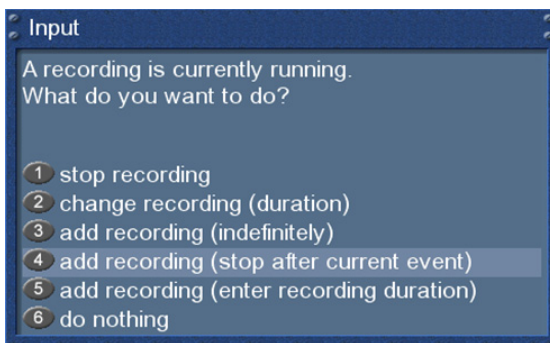 Input
A recording is currently running.
What do you want to do?
1 stop recording
2 change recording (duration)
3 add recording (indefinitely)
4 add recording (stop after current event)
5 add recording (enter recording duration)
6 do nothing